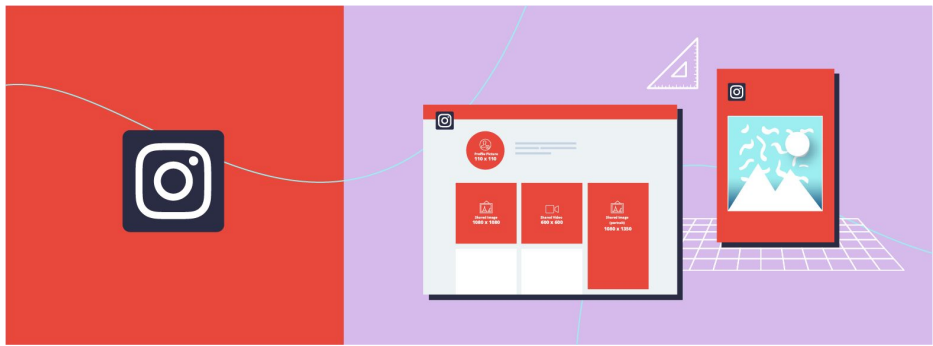 Profile Picture
110 x 110
Shared Image
1080 x 1080
Shared Video
600 x 600
Shared Image
(portrait)
1080 x 1350